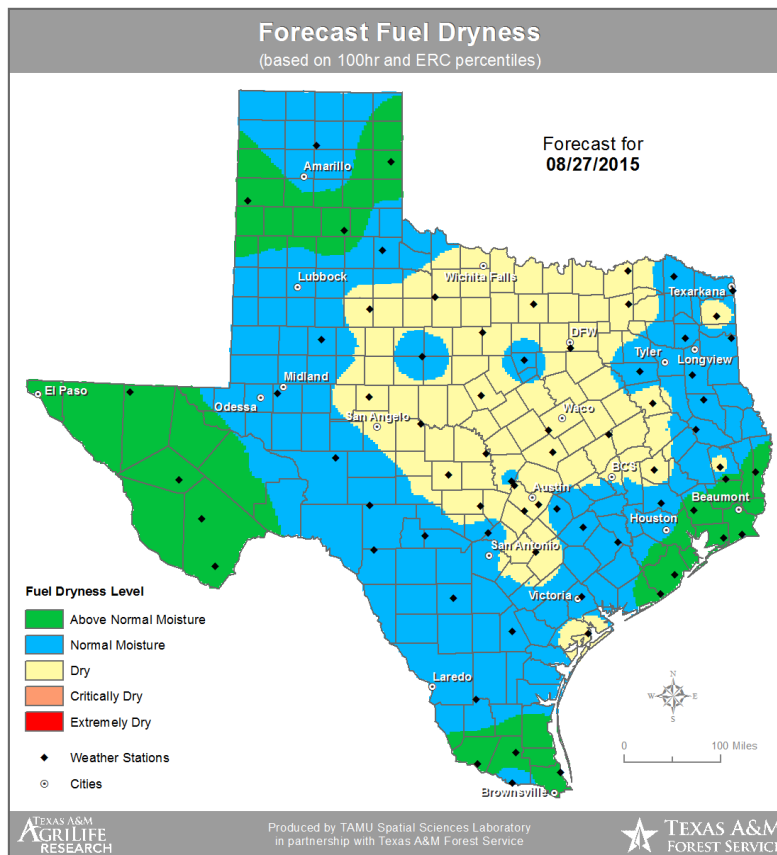 Forecast Fuel Dryness
(based on 100hr and ERC percentiles)
Forecast for
08/27/2015
Amarillo
Lubbock
Wichita Falls
Texarkana
DFW
Tyler
Longview
Midland
El Paso
Odessa
San Angelo
Waco
BCS
Austin
Beaumont
Houston
San Antonio
Victoria
Laredo
Brownsville
Fuel Dryness Level
Above Normal Moisture
Normal Moisture
Dry
Critically Dry
Extremely Dry
Weather Stations
Cities
N
W E
S
0 100 Miles
TEXAS A&M
AGRILIFE
RESEARCH
Produced by TAMU Spatial Sciences Laboratory
in partnership with Texas A&M Forest Service
TEXAS A&M
FOREST SERVICE